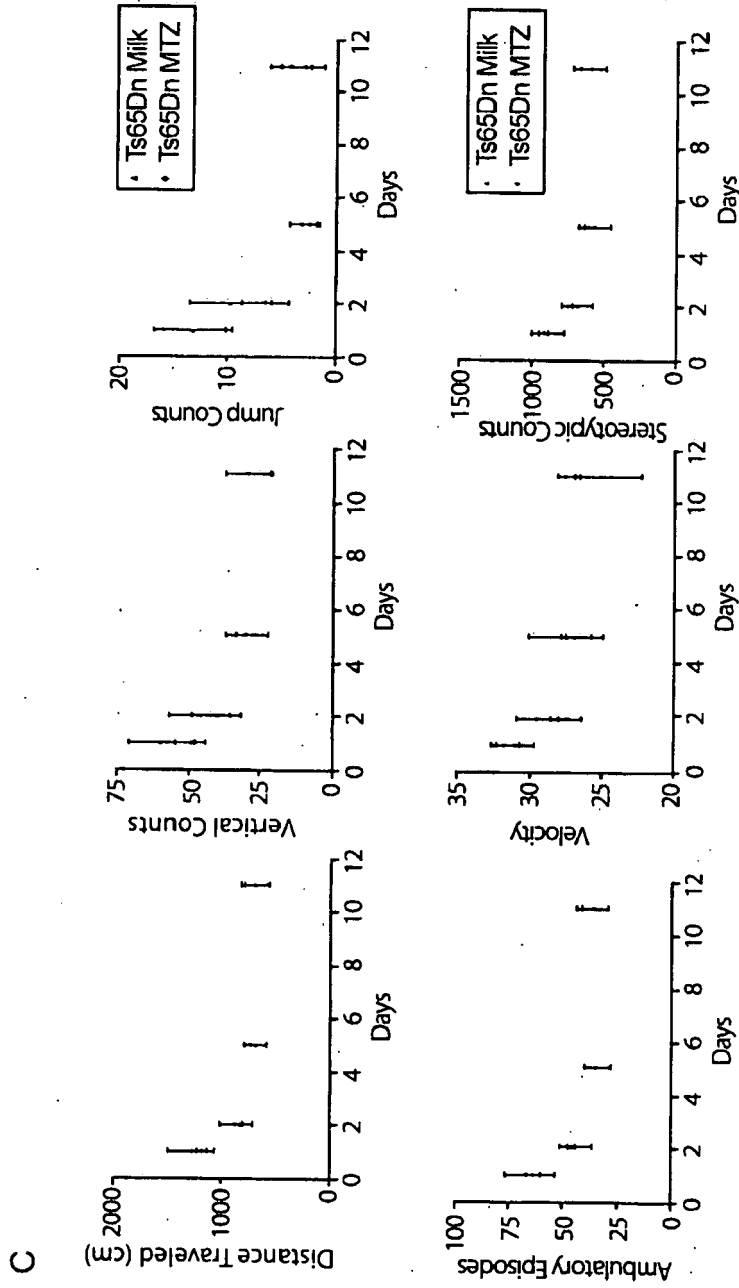 C
Distance Traveled (cm)
2000
1000
0
0 2 4 6 8 10 12
Days
Vertical Counts
75
50
25
0
0 2 4 6 8 10 12
Days
Jump Counts
20
10
0
0 2 4 6 8 10 12
Days
Ts65Dn Milk
Ts65Dn MTZ
Ambulatory Episodes
100
75
50
25
0
0 2 4 6 8 10 12
Days
Velocity
35
30
25
20
0 2 4 6 8 10 12
Days
Stereotypic Counts
1500
1000
500
0
0 2 4 6 8 10 12
Days
Ts65Dn Milk
Ts65Dn MTZ